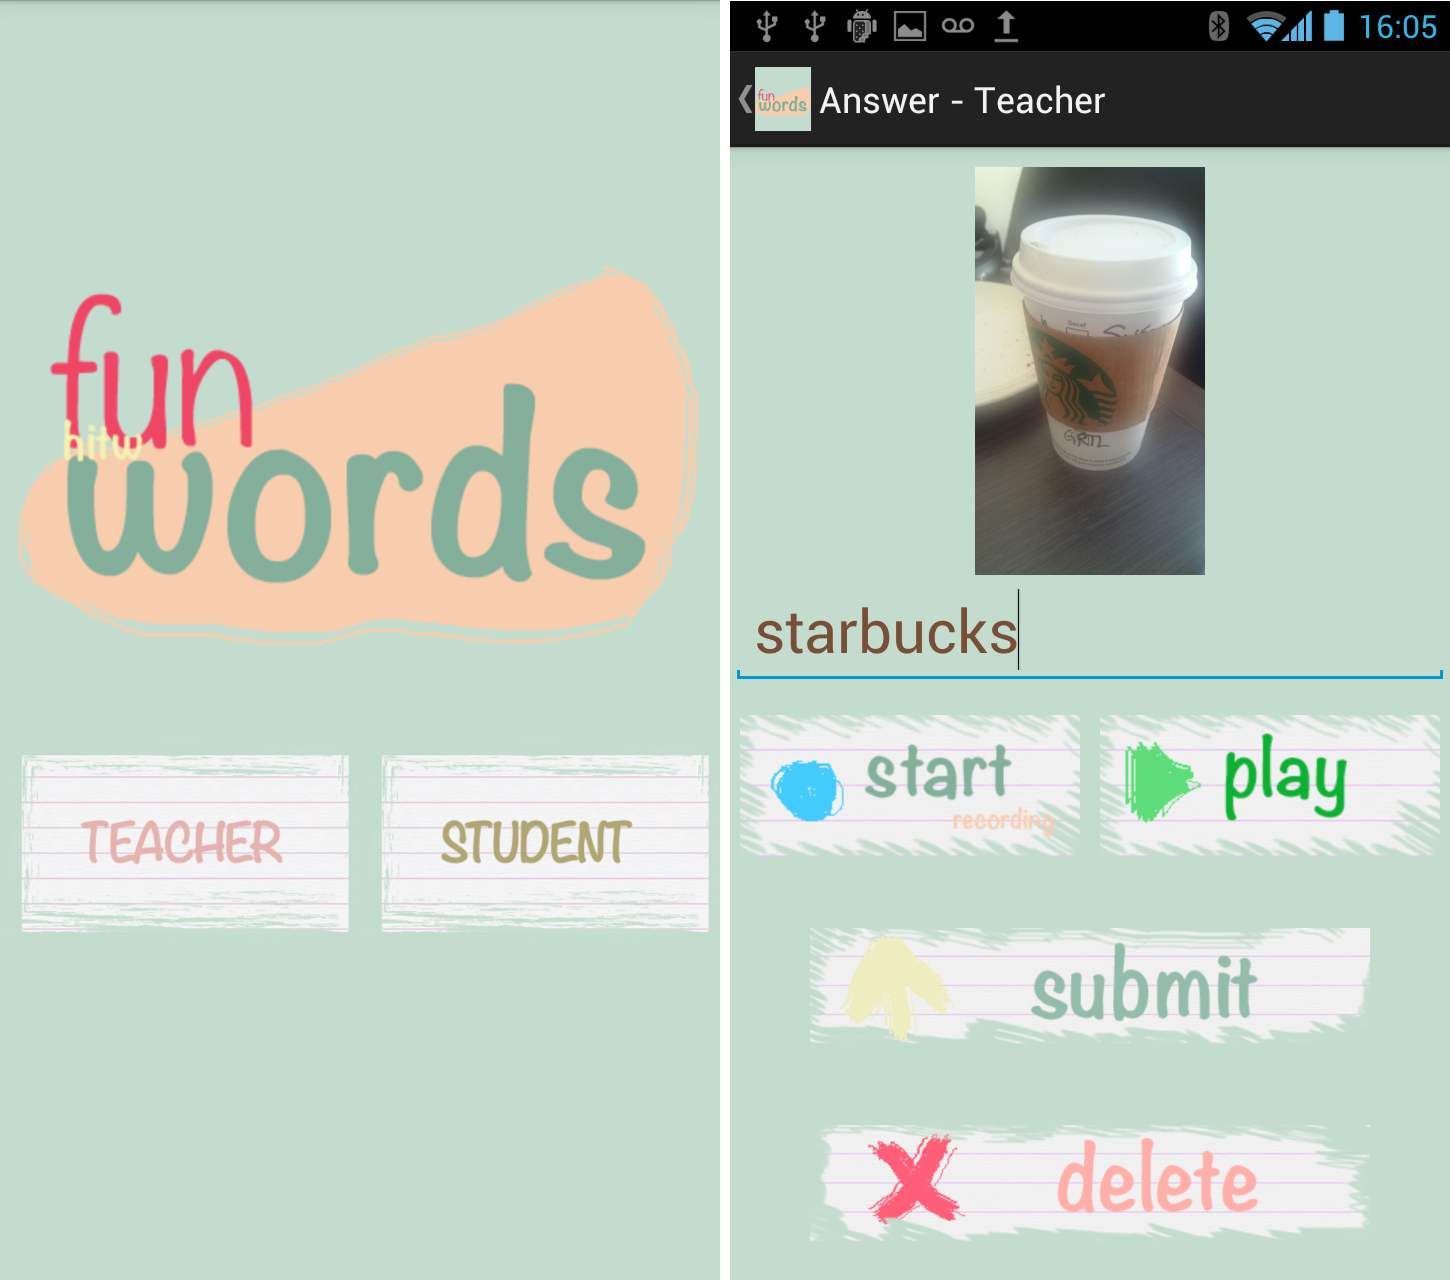 fun
hitw
words
TEACHER
STUDENT
16:05
fun
words
Answer - Teacher
Decaf
GRTL
starbucks
start
recording
play
submit
delete